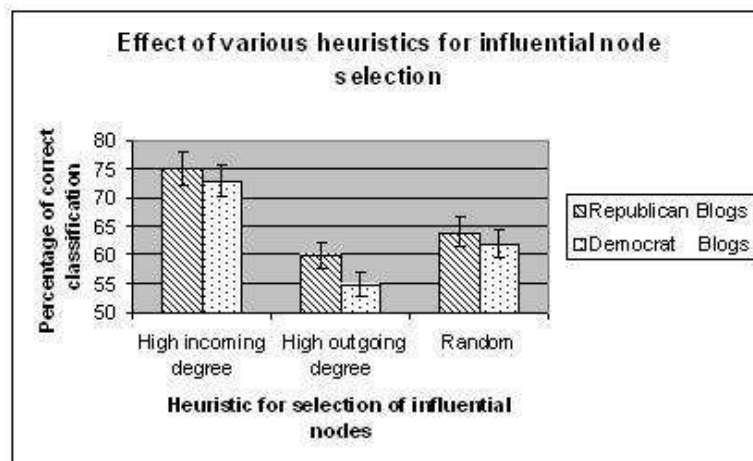 Effect of various heuristics for influential node
selection
Percentage of correct
classification
80
75
70
65
60
55
50
High incoming
degree
High outgoing
degree
Random
Heuristic for selection of influential
nodes
Republican Blogs
Democrat Blogs